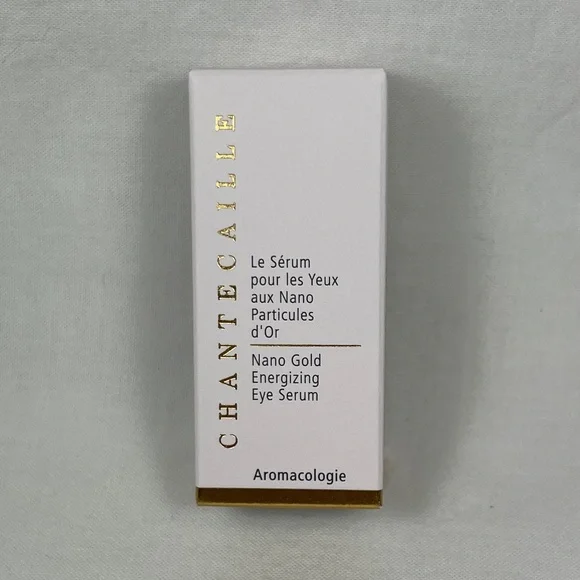 CHANTECAILLE
Le Sérum
pour les Yeux
aux Nano
Particules
d'Or
Nano Gold
Energizing
Eye Serum
Aromacologie